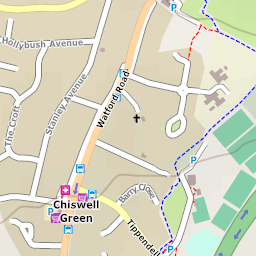 Hollybush Avenue
Watford Road
Stanley Avenue
The Croft
P
P
Barry Close
Chiswell
Green
Tippendell
P